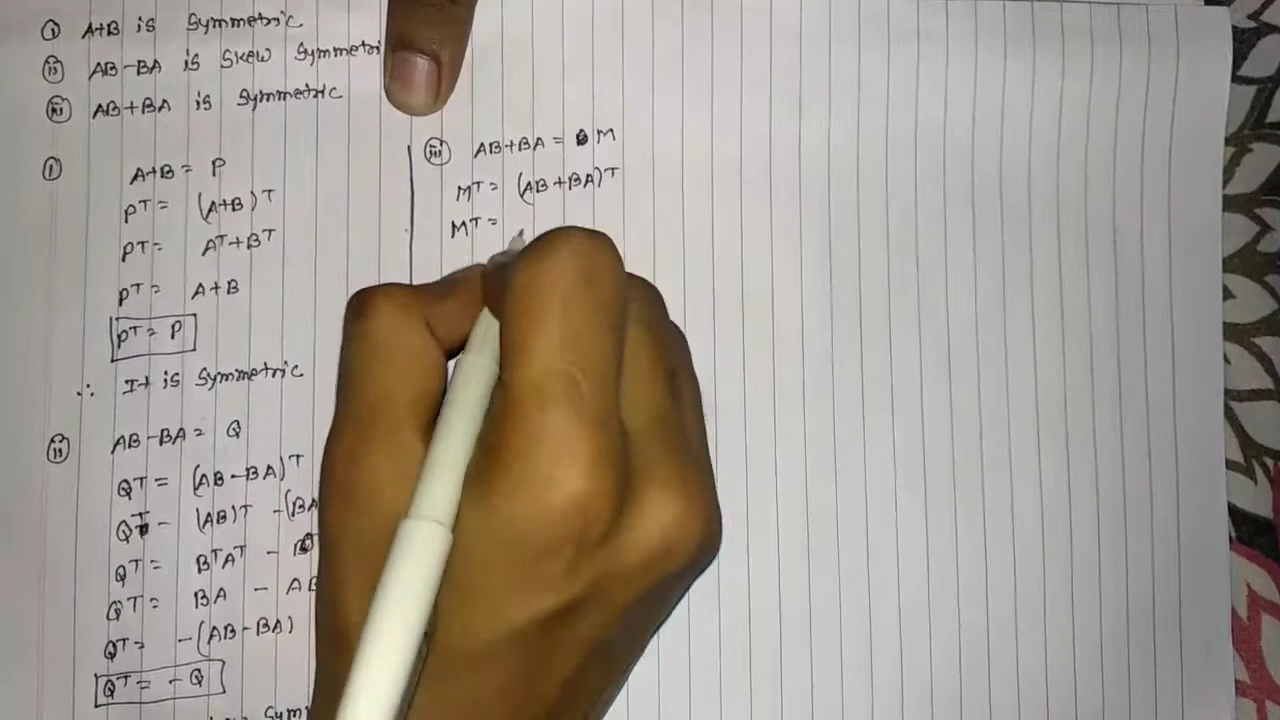 (i) A+B is Symmetric
(ii) AB-BA is Skew Symmetri
(iii) AB+BA is Symmetric
(i) A+B = P
Pᵀ = (A+B)ᵀ
Pᵀ = Aᵀ+Bᵀ
Pᵀ = A+B
Pᵀ = P
∴ It is Symmetric
(ii) AB-BA = Q
Qᵀ = (AB-BA)ᵀ
Qᵀ = (AB)ᵀ -(BA
Qᵀ = BᵀAᵀ -
Qᵀ = BA - AB
Qᵀ = -(AB-BA)
Qᵀ = -Q
(iii) AB+BA = M
Mᵀ = (AB+BA)ᵀ
Mᵀ =